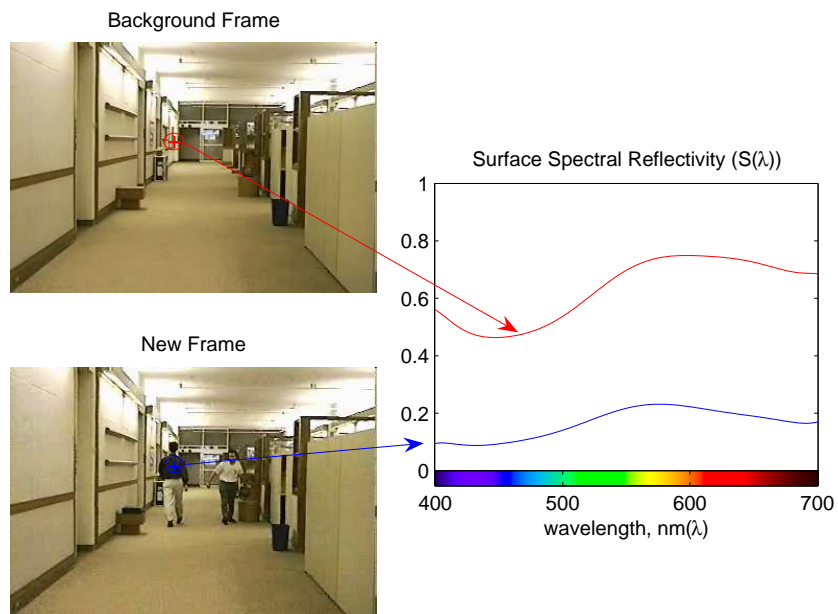 Background Frame
New Frame
Surface Spectral Reflectivity (S(λ))
1
0.8
0.6
0.4
0.2
0
400 500 600 700
wavelength, nm(λ)